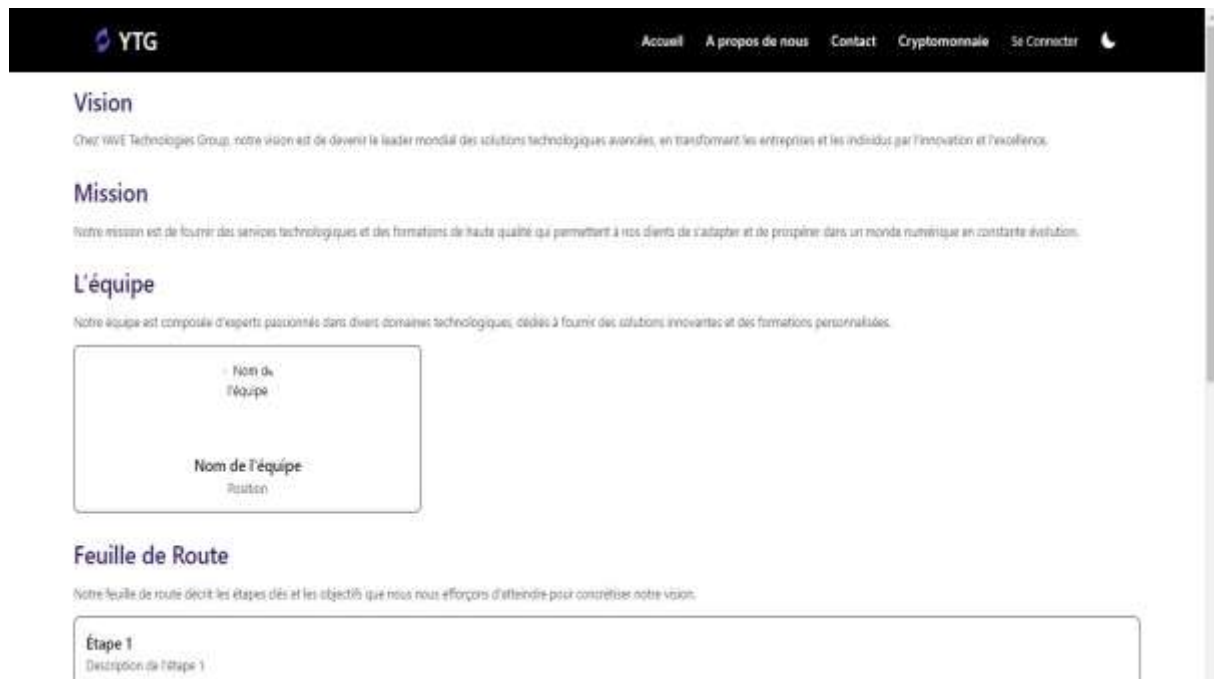 YTG
Accueil A propos de nous Contact Cryptomonnaie Se Connecter
Vision
Chez YAVE Technologies Group, notre vision est de devenir le leader mondial des solutions technologiques avancées, en transformant les entreprises et les individus par l'innovation et l'excellence.
Mission
Notre mission est de fournir des services technologiques et des formations de haute qualité qui permettent à nos clients de s'adapter et de prospérer dans un monde numérique en constante évolution.
L'équipe
Notre équipe est composée d'experts passionnés dans divers domaines technologiques, dédiés à fournir des solutions innovantes et des formations personnalisées.
Nom de
l'équipe
Nom de l'équipe
Position
Feuille de Route
Notre feuille de route décrit les étapes clés et les objectifs que nous nous efforçons d'atteindre pour concrétiser notre vision.
Étape 1
Description de l'étape 1